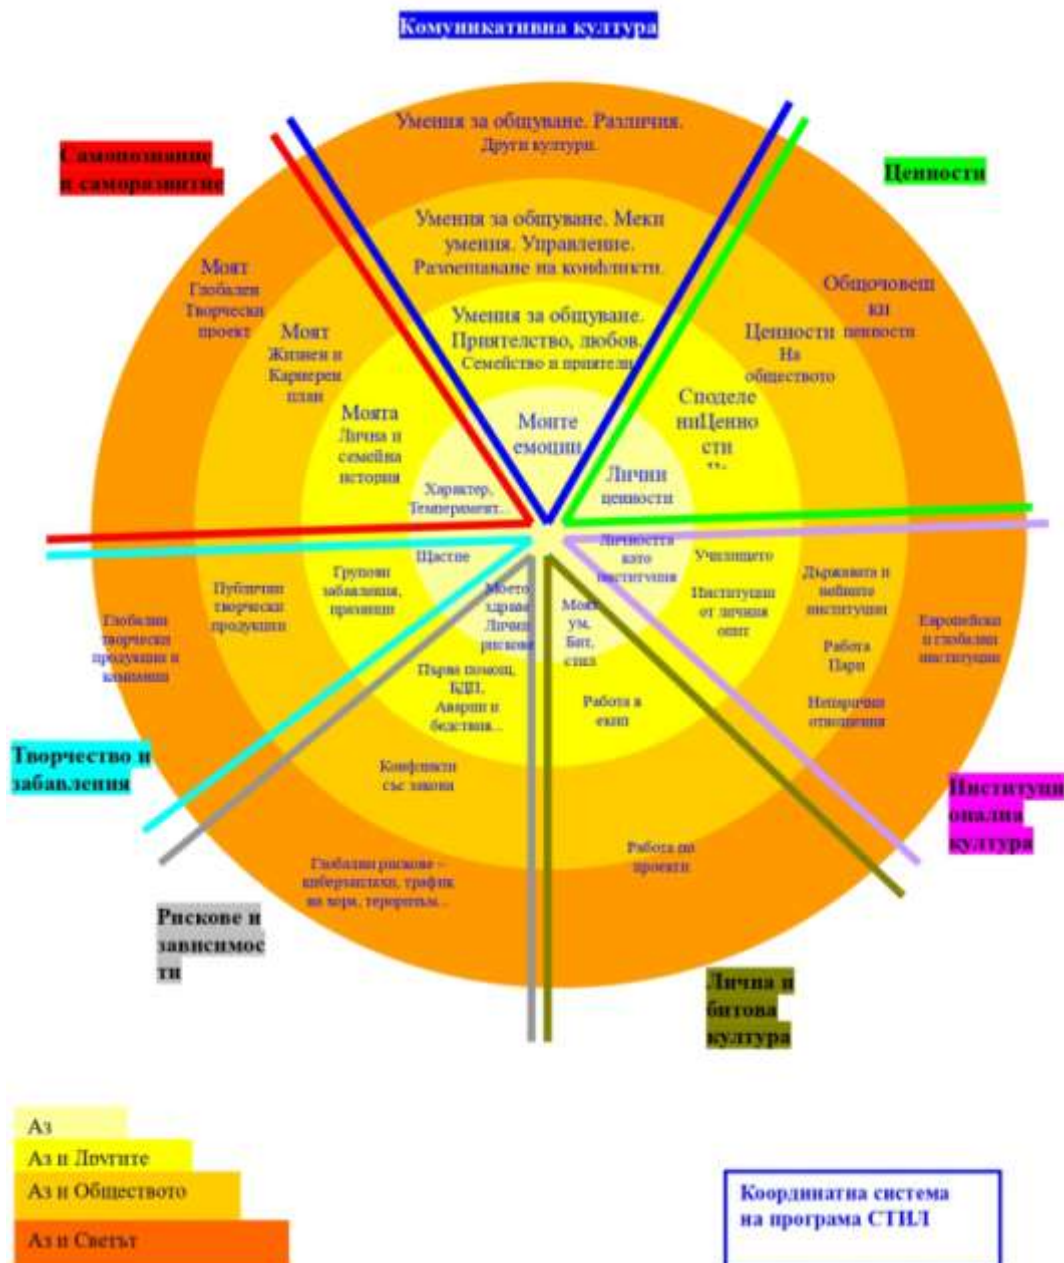 Комуникативна култура
Умения за общуване. Различия.
Други култури.
Самопознание
и саморазвитие
Ценности
Умения за общуване. Меки
умения. Управление.
Разрешаване на конфликти.
Моят
Глобален
Творчески
проект
Общочовеш
ки
ценности
Моят
Жизнен и
Кариерен
план
Умения за общуване.
Приятелство, любов.
Семейство и приятели.
Ценности
На
обществото
Моята
Лична и
семейна
история
Моите
емоции
Споделе
ниЦенно
сти
Характер,
Темперамент...
Лични
ценности
Щастие
Личността
като
институция
Училището
Институции
от личния
опит
Държавата и
нейните
институции
Работа
Пари
Непарични
отношения
Европейски
и глобални
институции
Групови
забавления,
празници
Публични
творчески
продукции
Глобални
творчески
продукции и
кампании
Моето
здраве
Лични
рискове
Моят
ум,
Бит,
стил
Първа помощ,
БДП,
Аварии и
бедствия...
Работа в
екип
Конфликти
със закона
Работа по
проекти
Глобални рискове –
киберзаплахи, трафик
на хора, тероризъм...
Творчество и
забавления
Институци
онална
култура
Рискове и
зависимос
ти
Лична и
битова
култура
Аз
Аз и Другите
Аз и Обществото
Аз и Светът
Координатна система
на програма СТИЛ